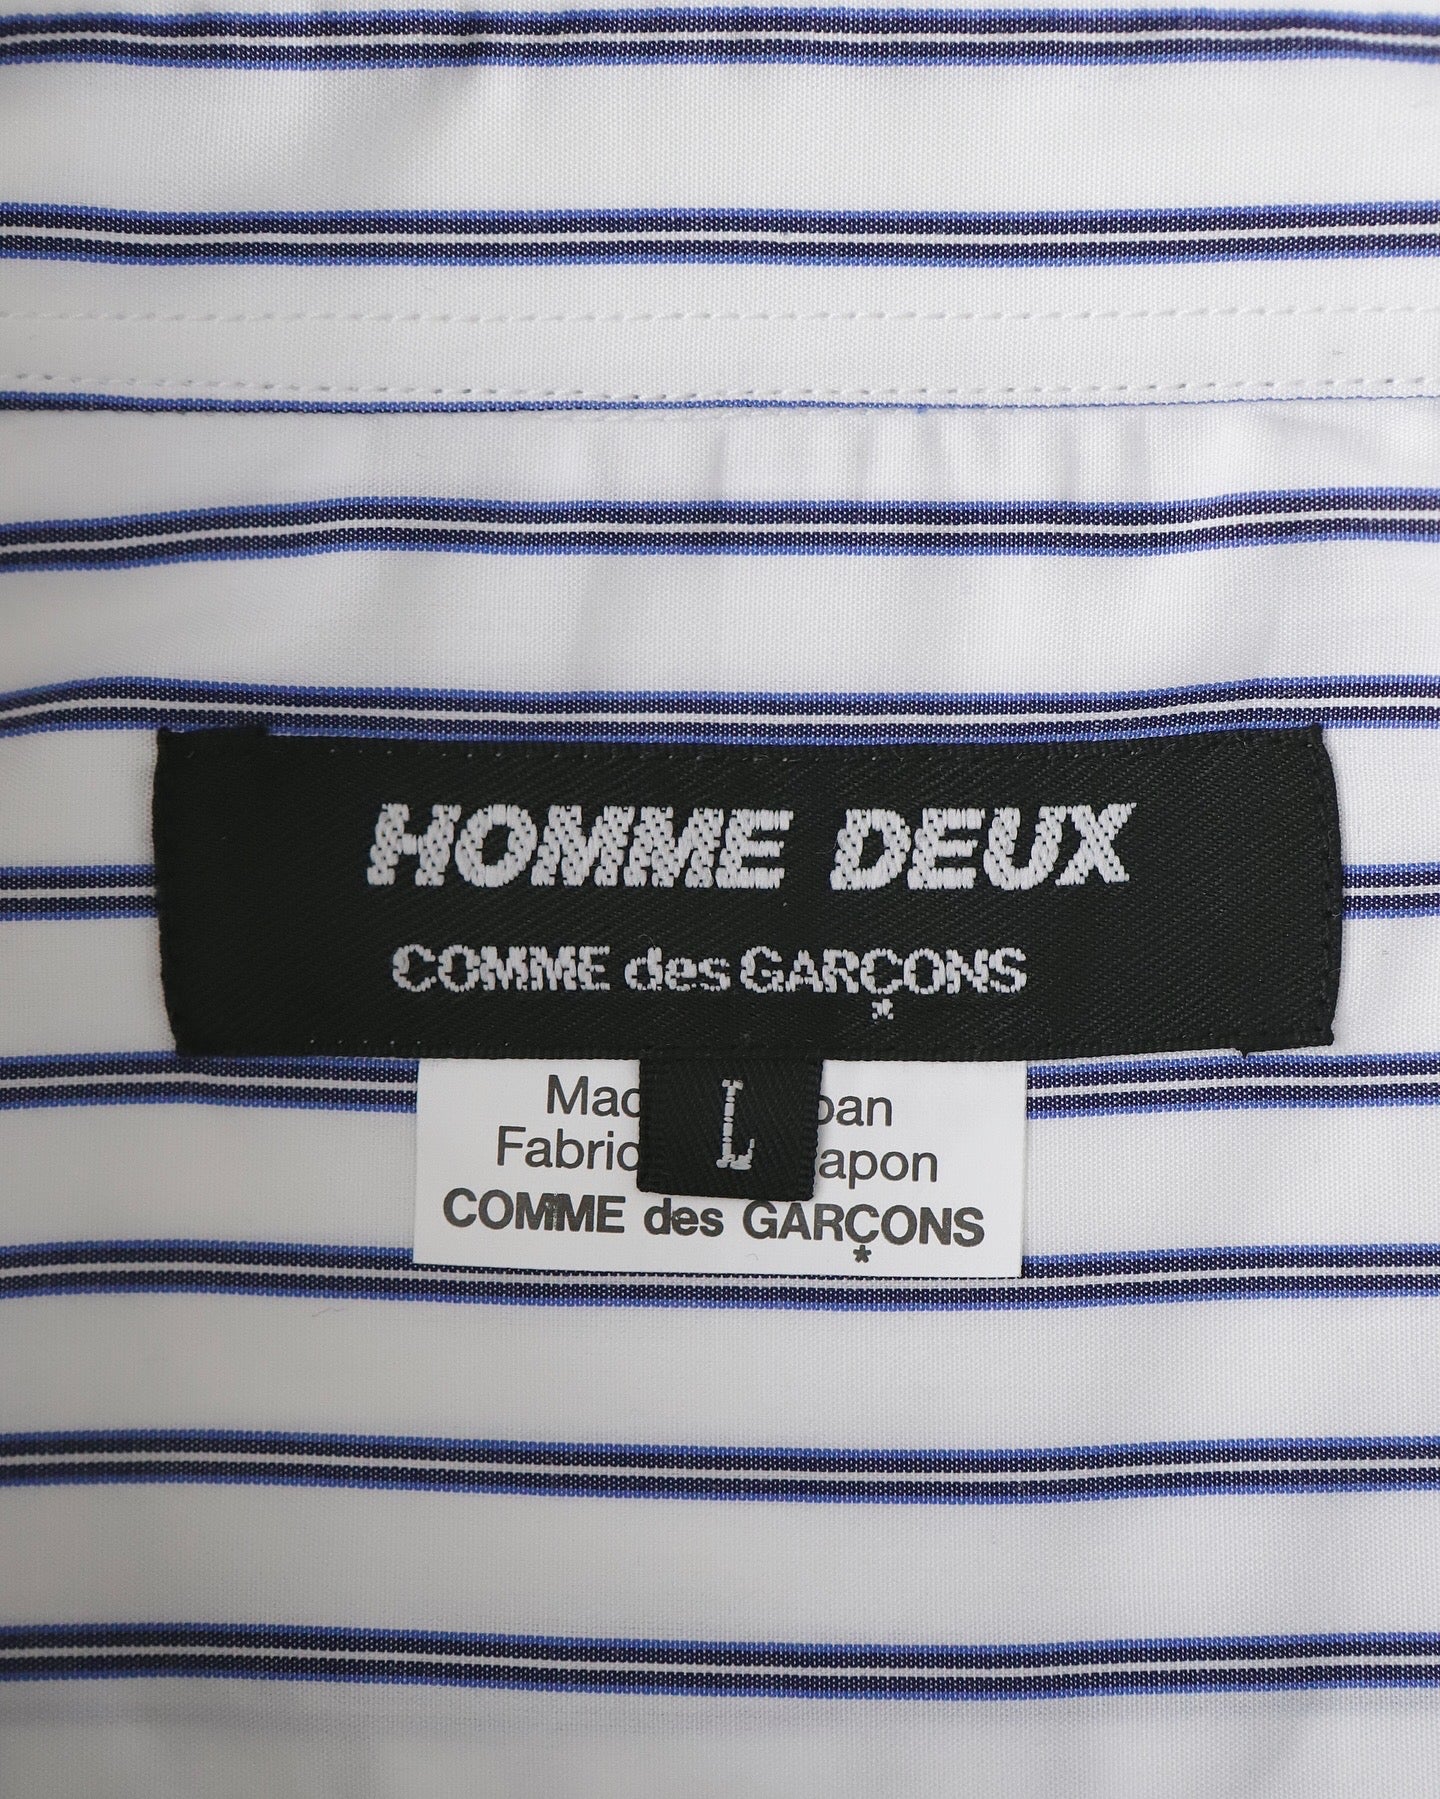 HOMME DEUX
COMME des GARÇONS
*
L
Mac pan
Fabric apon
COMME des GARÇONS
*